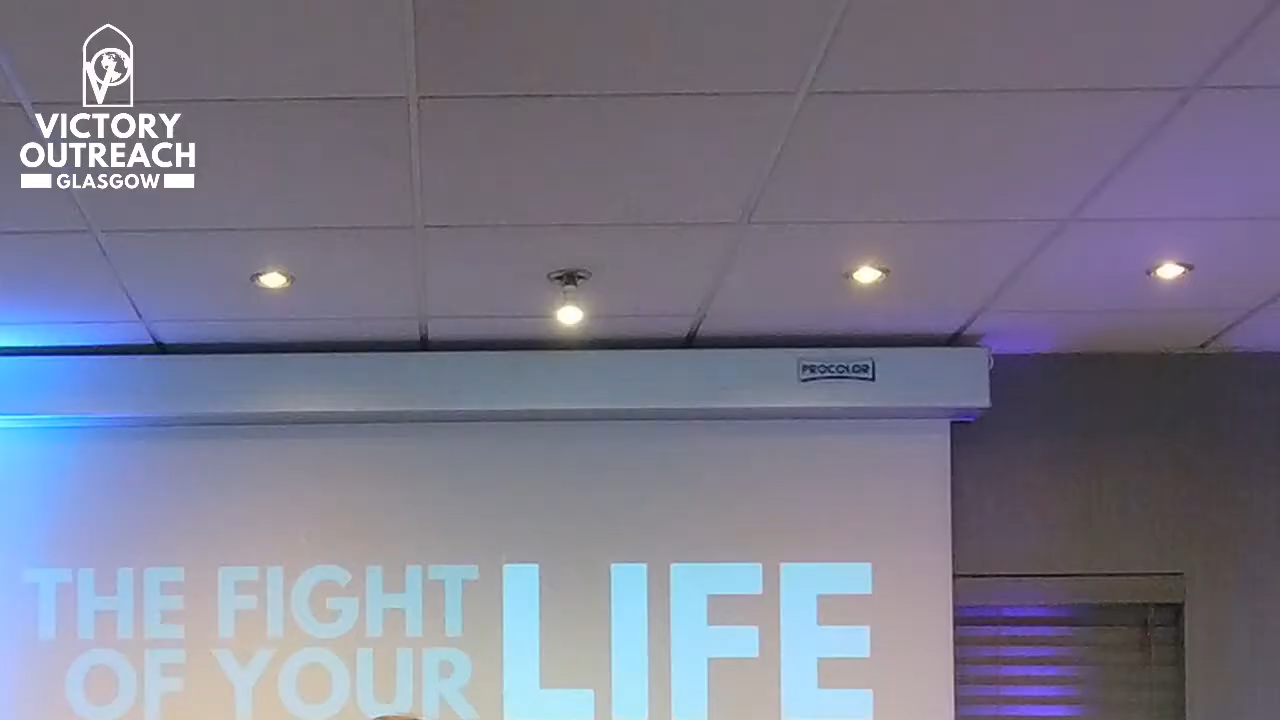 VICTORY
OUTREACH
GLASGOW
PROCOLOR
THE FIGHT
OF YOUR
LIFE